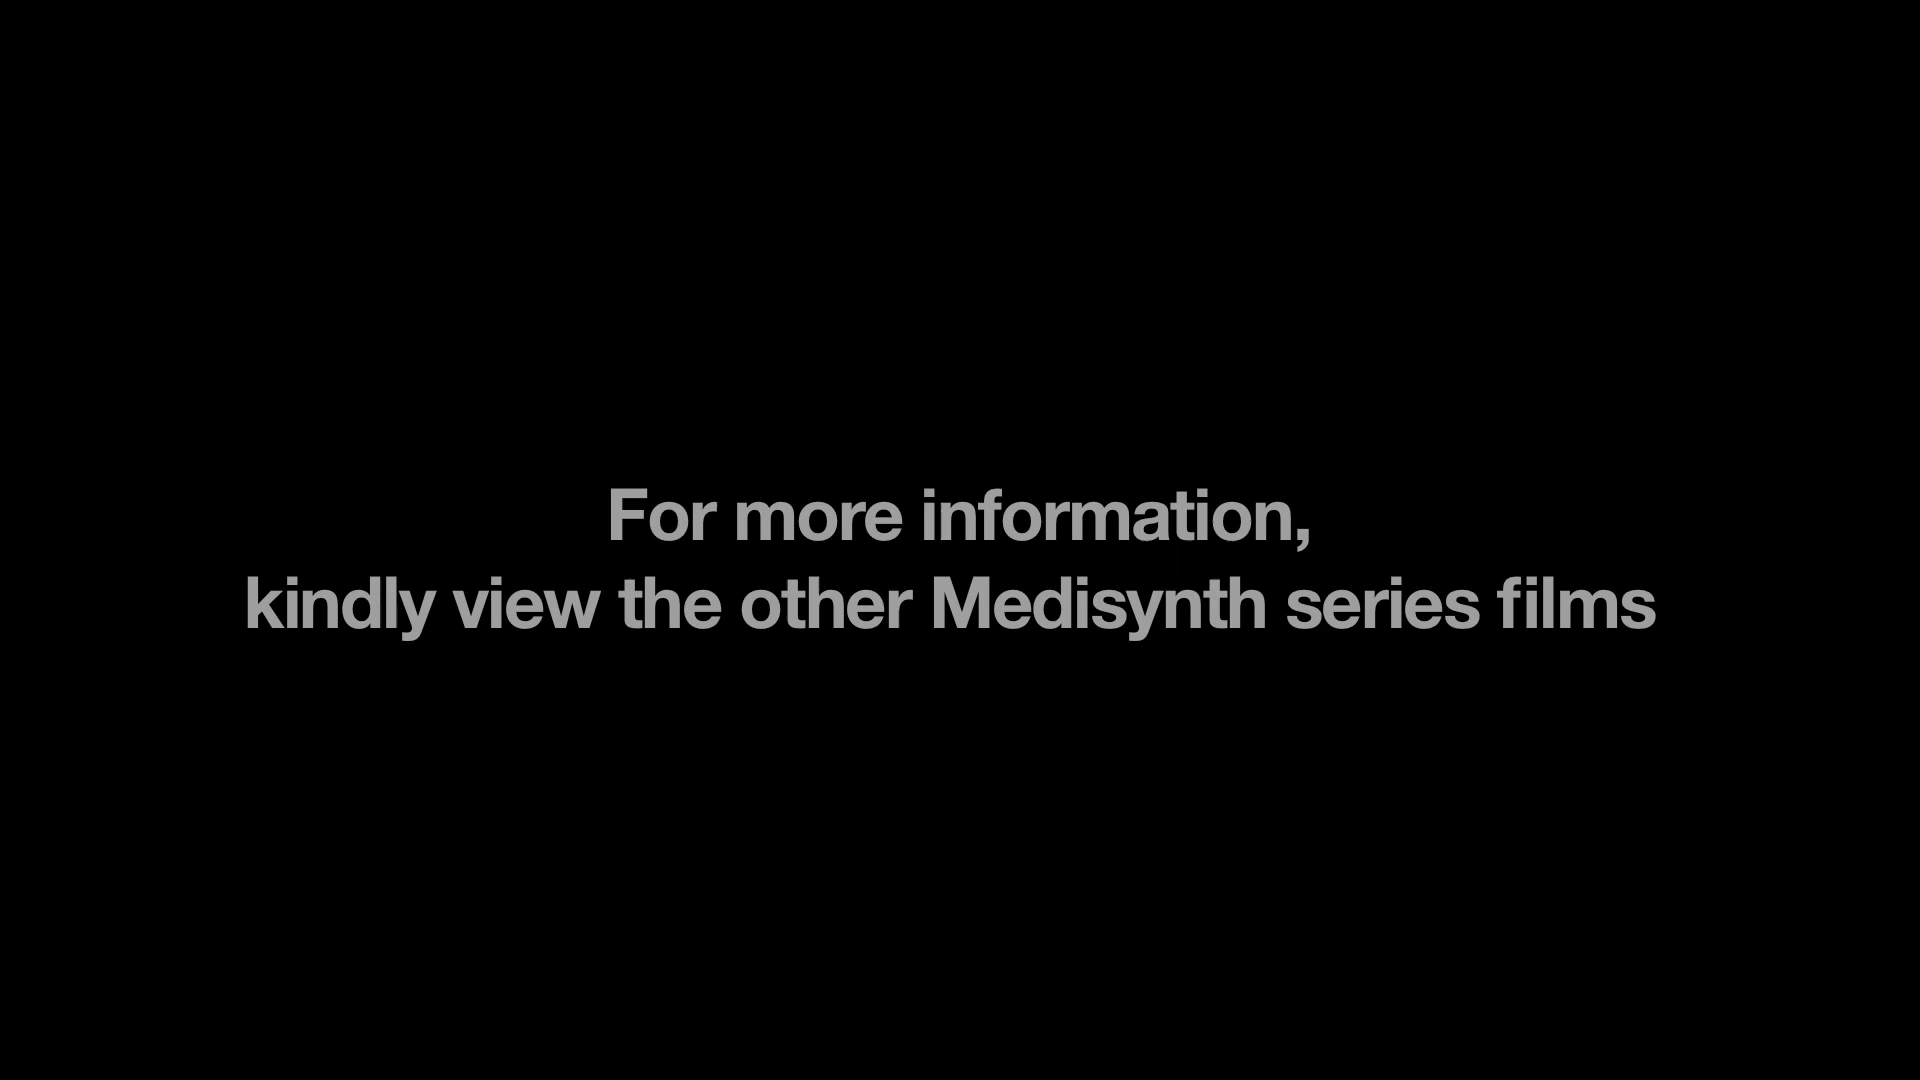 For more information,
kindly view the other Medisynth series films